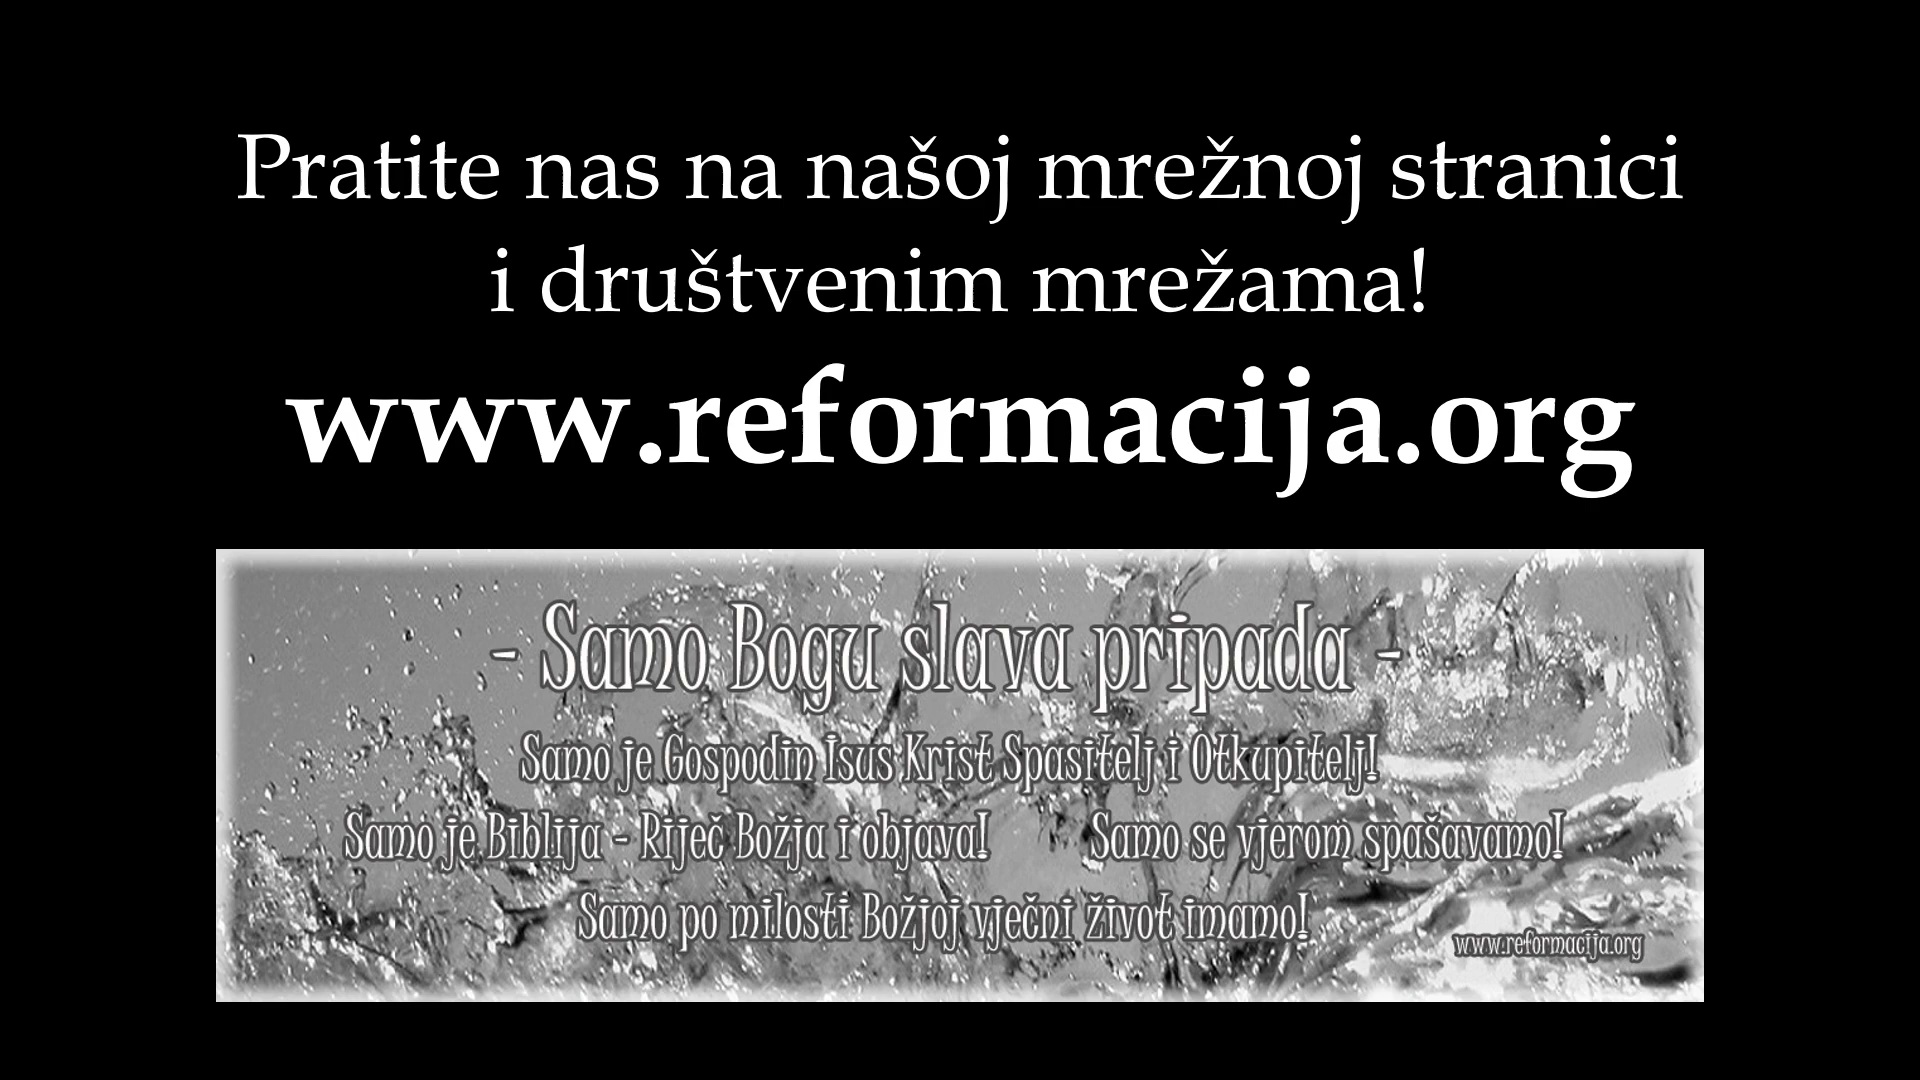 Pratite nas na našoj mrežnoj stranici
i društvenim mrežama!
www.reformacija.org
- Samo Bogu slava pripada -
Samo je Gospodin Isus Krist Spasitelj i Otkupitelj!
Samo je Biblija - Riječ Božja i objava! Samo se vjerom spašavamo!
Samo po milosti Božjoj vječni život imamo!
www.reformacija.org